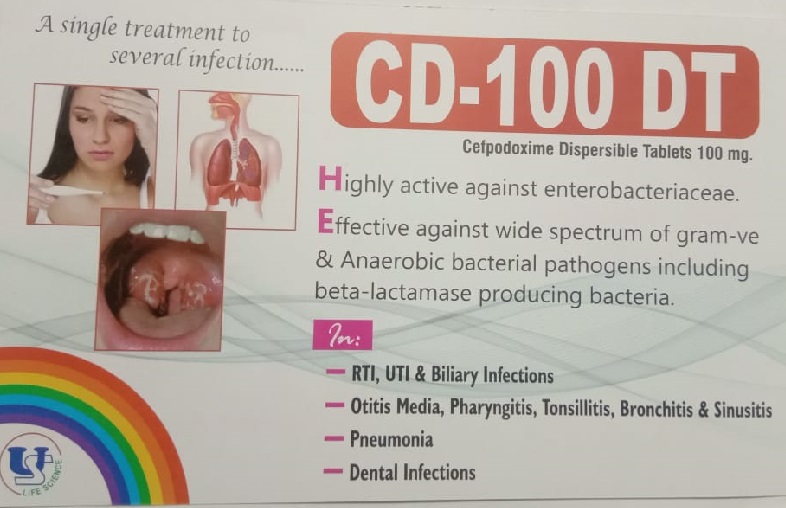 A single treatment to
several infection......
CD-100 DT
Cefpodoxime Dispersible Tablets 100 mg.
Highly active against enterobacteriaceae.
Effective against wide spectrum of gram-ve
& Anaerobic bacterial pathogens including
beta-lactamase producing bacteria.
In:
— RTI, UTI & Biliary Infections
— Otitis Media, Pharyngitis, Tonsillitis, Bronchitis & Sinusitis
— Pneumonia
— Dental Infections
LIFE SCIENCE